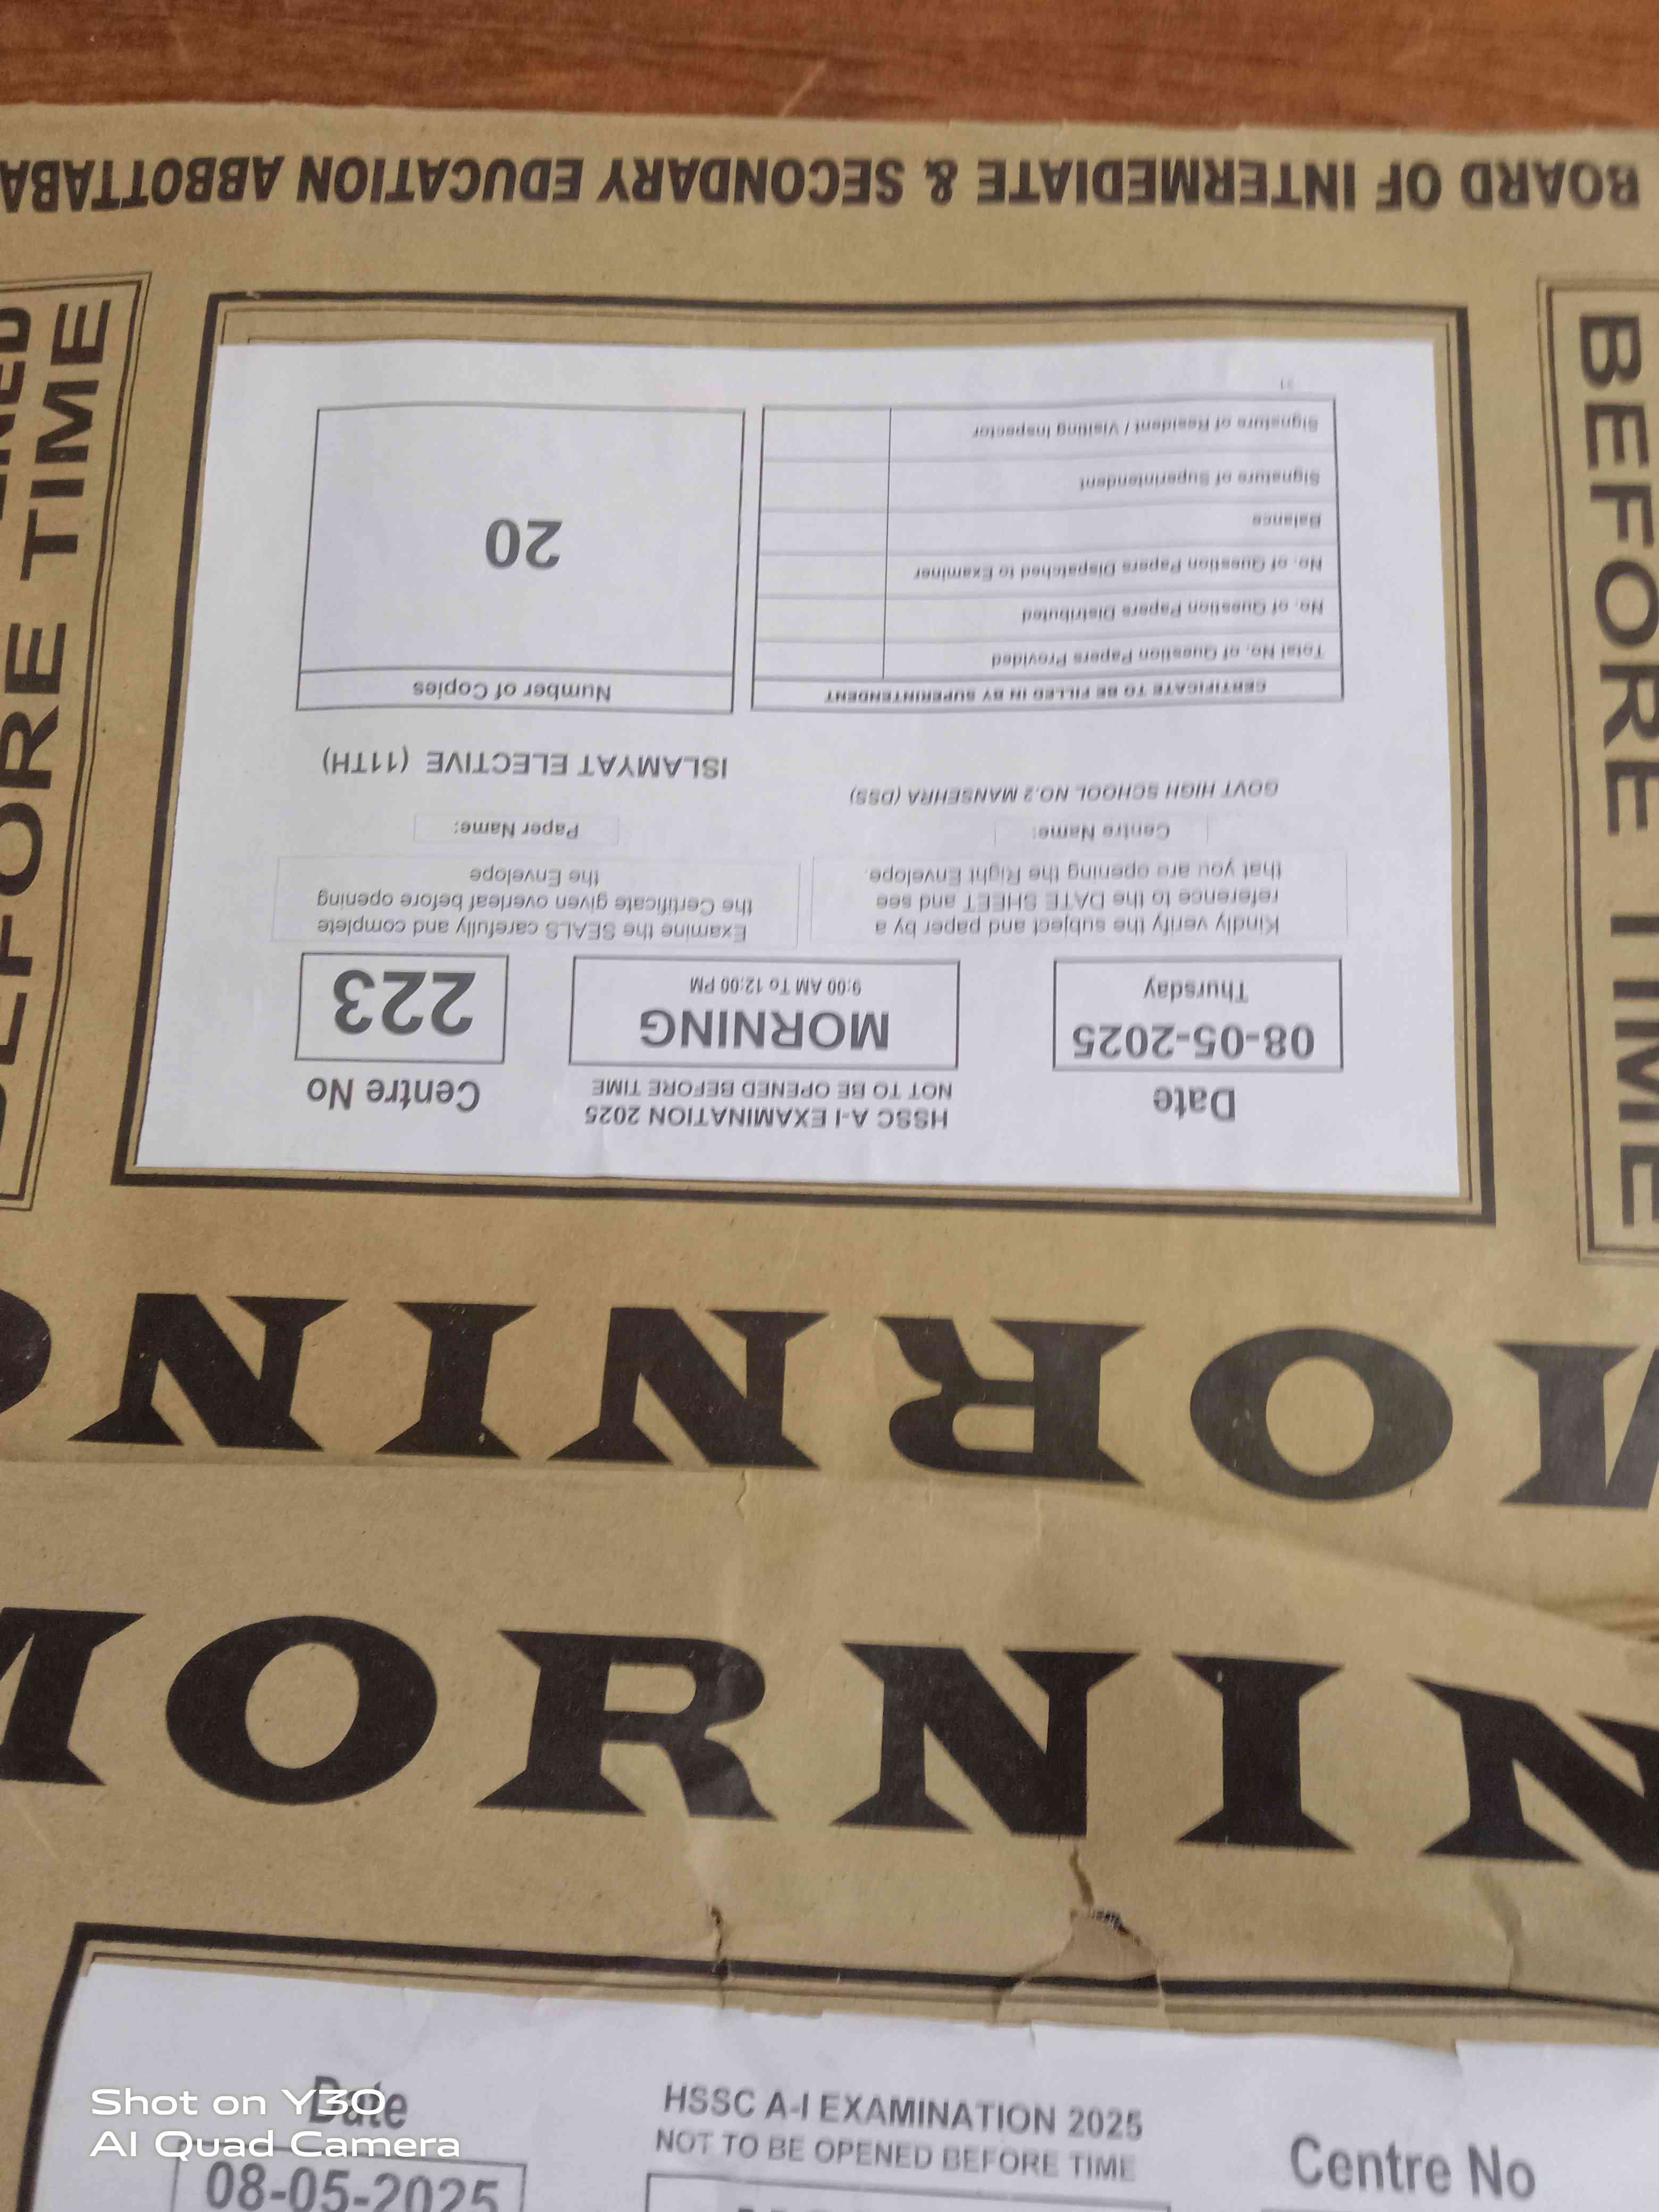 BOARD OF INTERMEDIATE & SECONDARY EDUCATION
BEFORE TIME
BEFORE TIME
HSSC A-I EXAMINATION 2025
NOT TO BE OPENED BEFORE TIME
Date
08-05-2025
Thursday
MORNING
9:00 AM To 12:00 PM
Centre No
223
Kindly verify the subject and paper by a
reference to the DATE SHEET and see
that you are opening the Right Envelope.
Examine the SEALS carefully and complete
the Certificate given overleaf before opening
the Envelope
Centre Name:
GOVT HIGH SCHOOL NO.2 MANSEHRA (DSS)
Paper Name:
ISLAMYAT ELECTIVE (11TH)
CERTIFICATE TO BE FILLED IN BY SUPERINTENDENT
Total No. of Question Papers Provided
No. of Question Papers Distributed
No. of Question Papers Dispatched to Examiner
Balance
Signature of Superintendent
Signature of Resident / Visiting Inspector
Number of Copies
20
31
MORNING
MORNIN
Date
08-05-2025
HSSC A-I EXAMINATION 2025
NOT TO BE OPENED BEFORE TIME
Centre No
Shot on Y30
AI Quad Camera